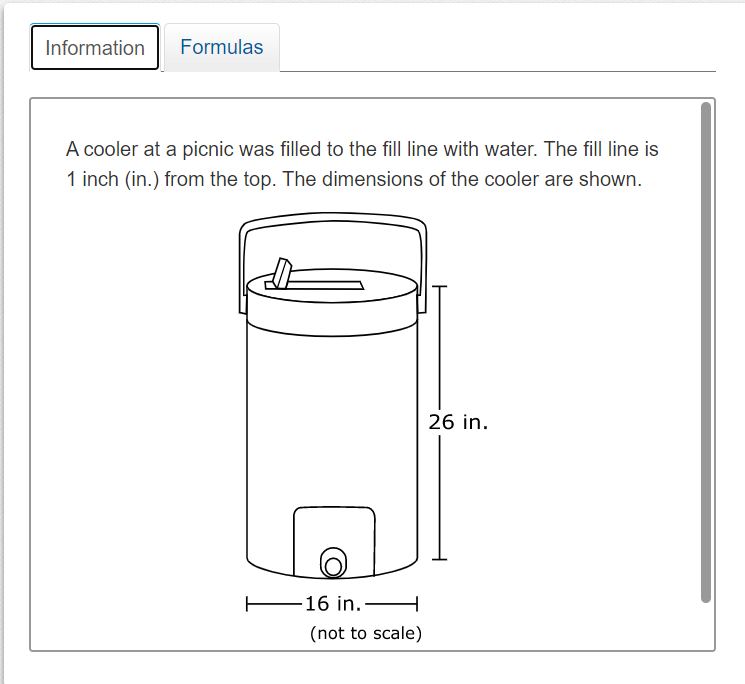 Information
Formulas
A cooler at a picnic was filled to the fill line with water. The fill line is
1 inch (in.) from the top. The dimensions of the cooler are shown.
26 in.
16 in.
(not to scale)